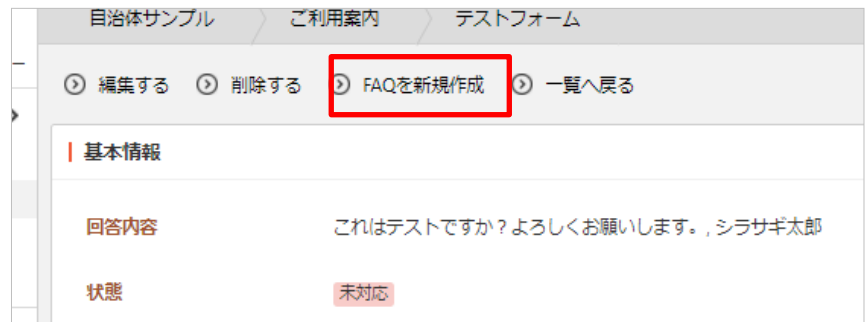 自治体サンプル ご利用案内 テストフォーム
編集する 削除する FAQを新規作成 一覧へ戻る
基本情報
回答内容 これはテストですか？よろしくお願いします。, シラサギ太郎
状態 未対応